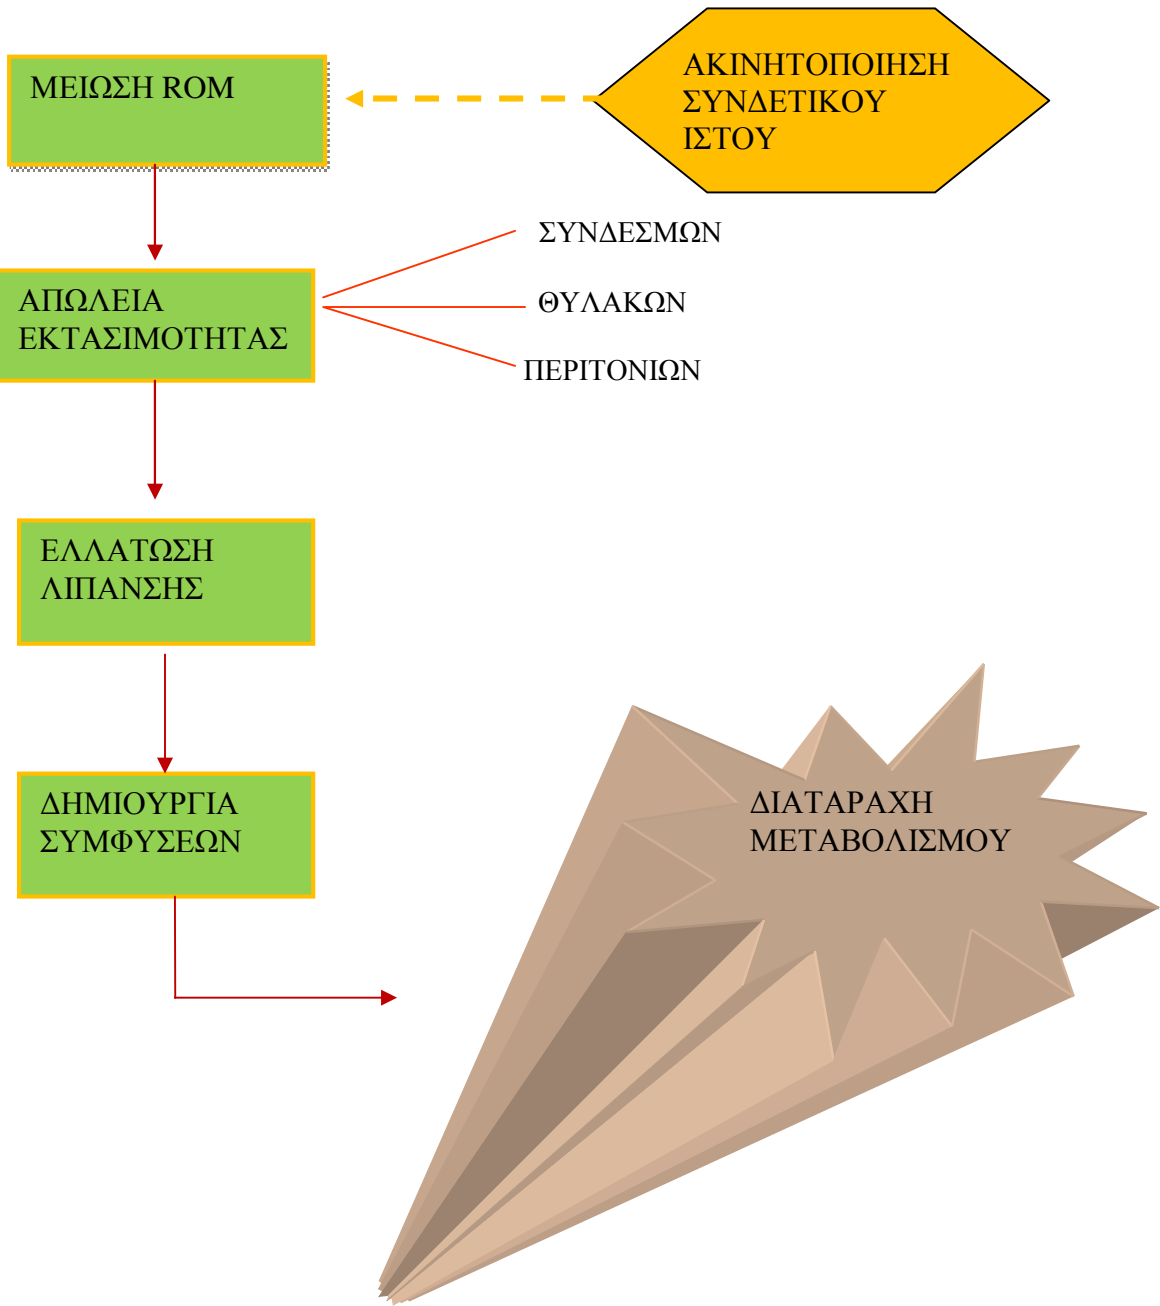 ΜΕΙΩΣΗ ROM
ΑΚΙΝΗΤΟΠΟΙΗΣΗ
ΣΥΝΔΕΤΙΚΟΥ
ΙΣΤΟΥ
ΑΠΩΛΕΙΑ
ΕΚΤΑΣΙΜΟΤΗΤΑΣ
ΣΥΝΔΕΣΜΩΝ
ΘΥΛΑΚΩΝ
ΠΕΡΙΤΟΝΙΩΝ
ΕΛΛΑΤΩΣΗ
ΛΙΠΑΝΣΗΣ
ΔΗΜΙΟΥΡΓΙΑ
ΣΥΜΦΥΣΕΩΝ
ΔΙΑΤΑΡΑΧΗ
ΜΕΤΑΒΟΛΙΣΜΟΥ